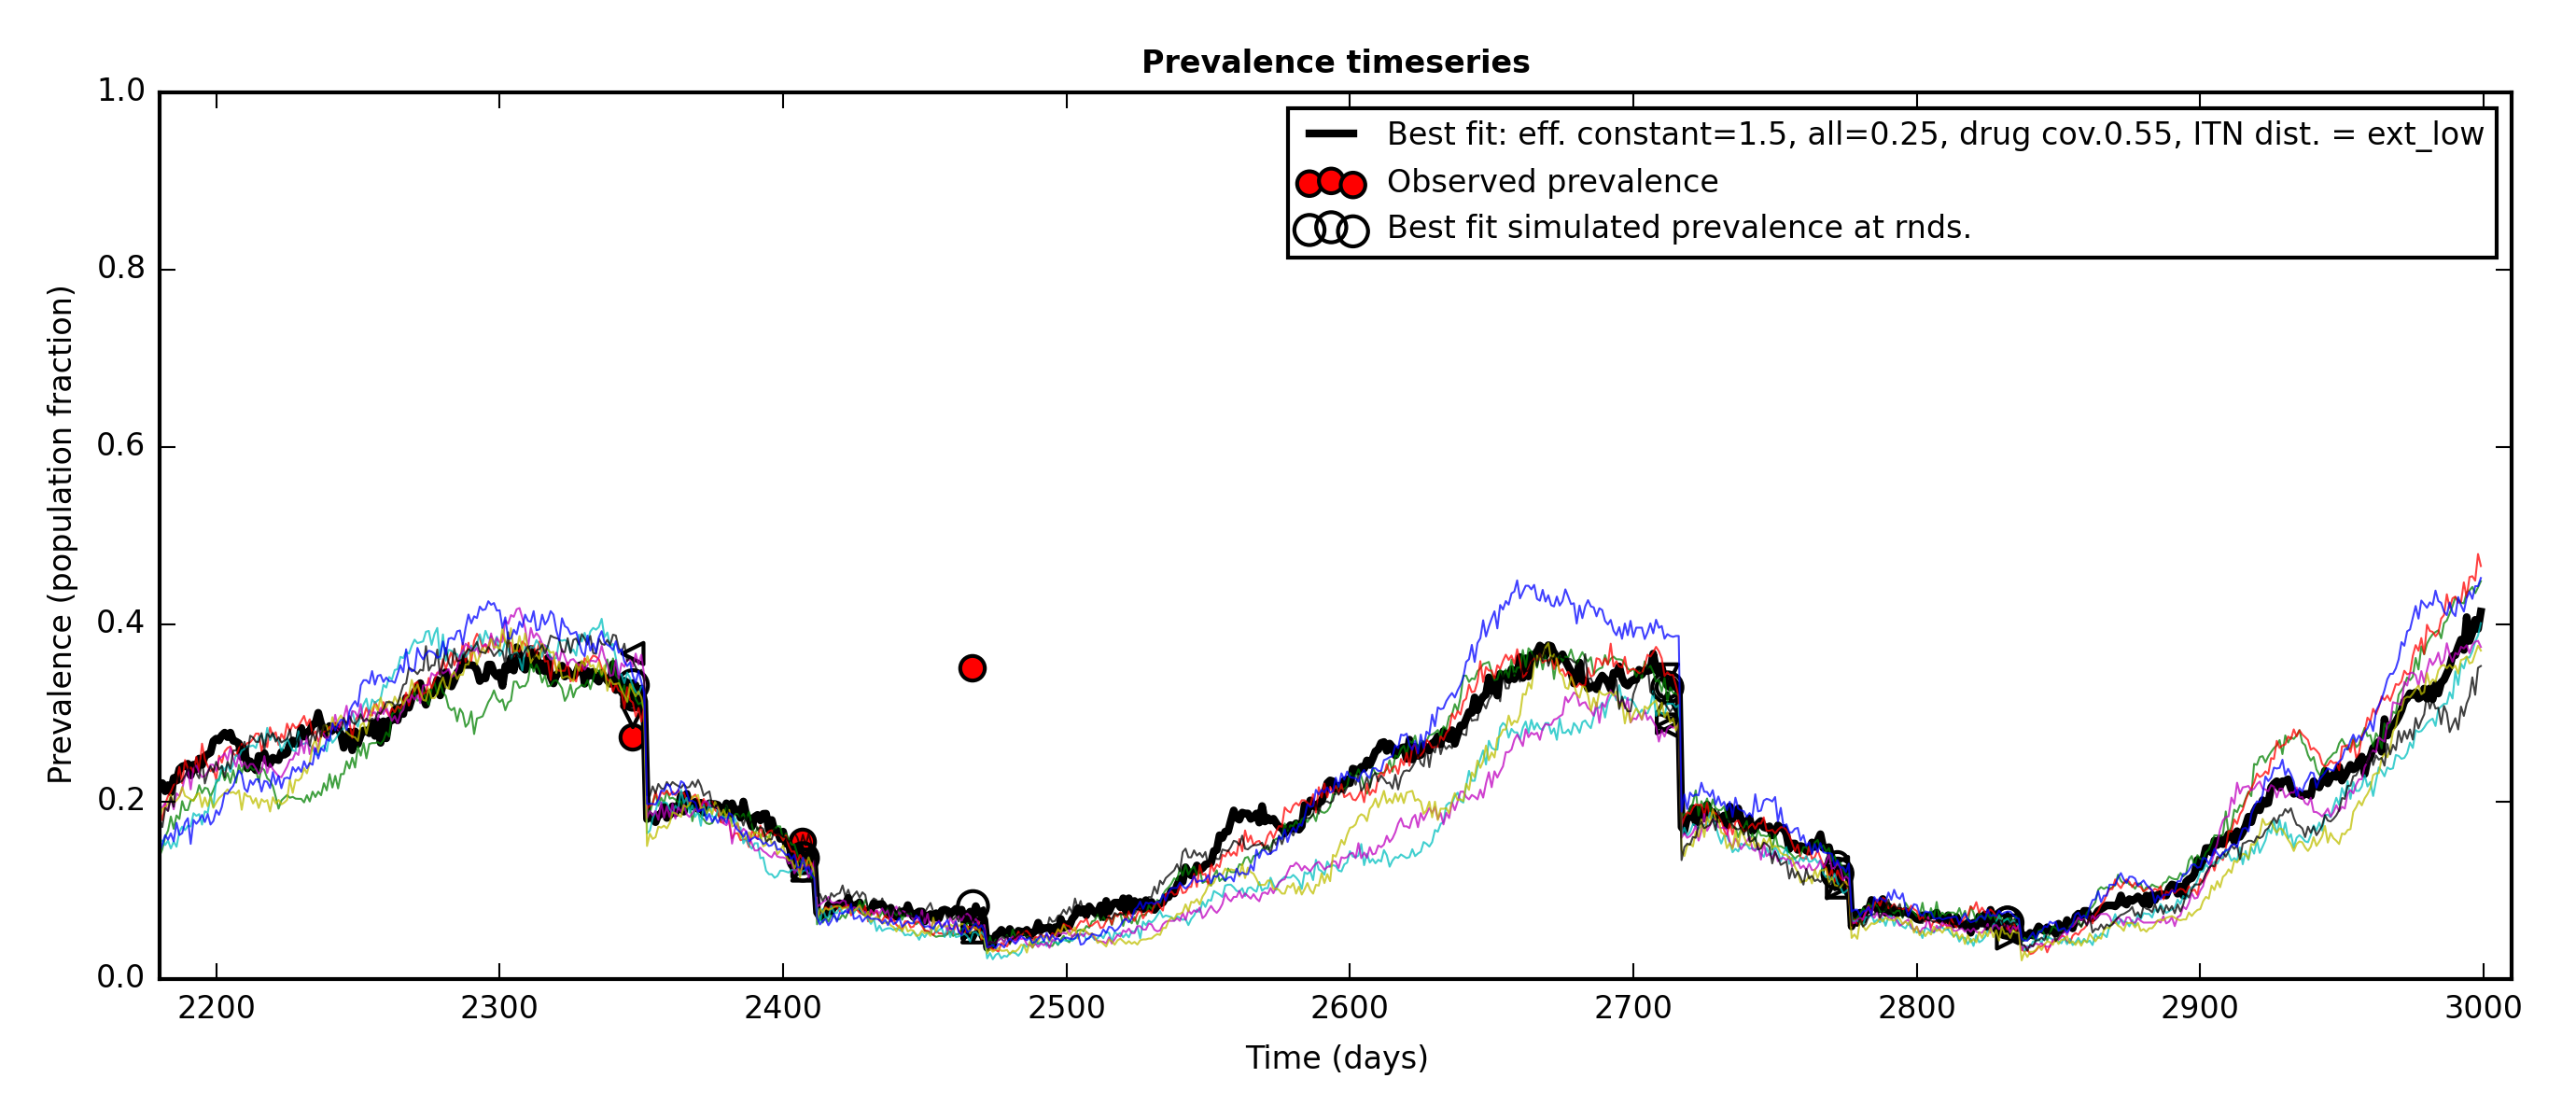 Prevalence timeseries
Best fit: eff. constant=1.5, all=0.25, drug cov.0.55, ITN dist. = ext_low
Observed prevalence
Best fit simulated prevalence at rnds.
Prevalence (population fraction)
1.0
0.8
0.6
0.4
0.2
0.0
2200 2300 2400 2500 2600 2700 2800 2900 3000
Time (days)